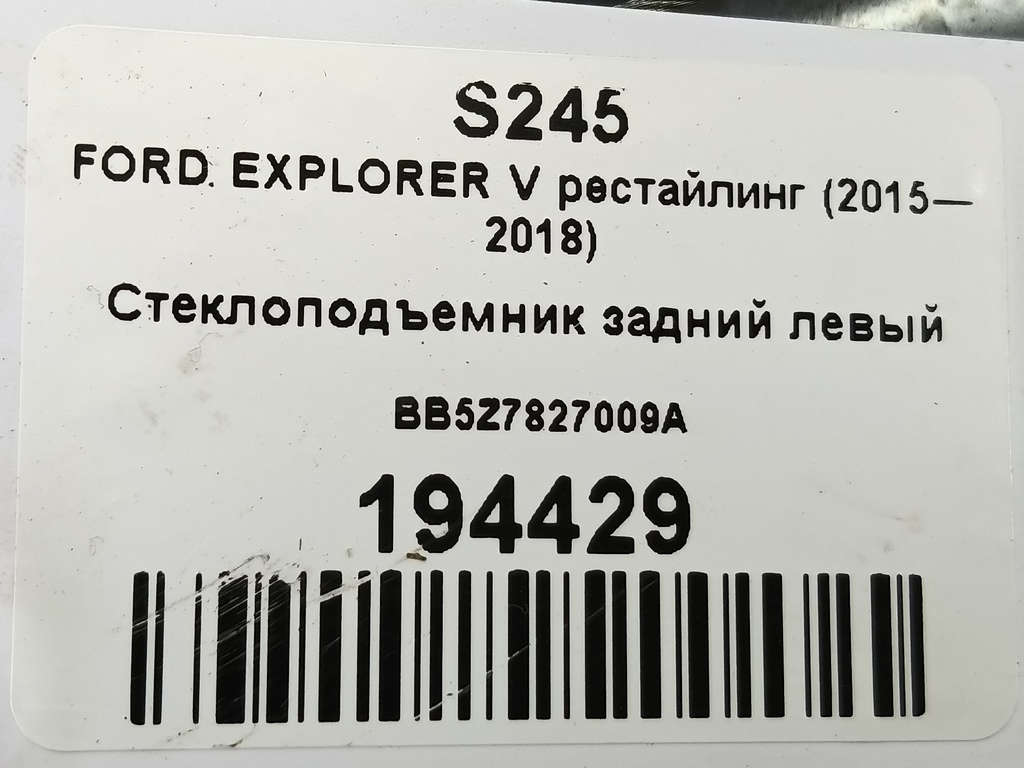 S245
FORD. EXPLORER V рестайлинг (2015—
2018)
Стеклоподъемник задний левый
BB5Z7827009A
194429